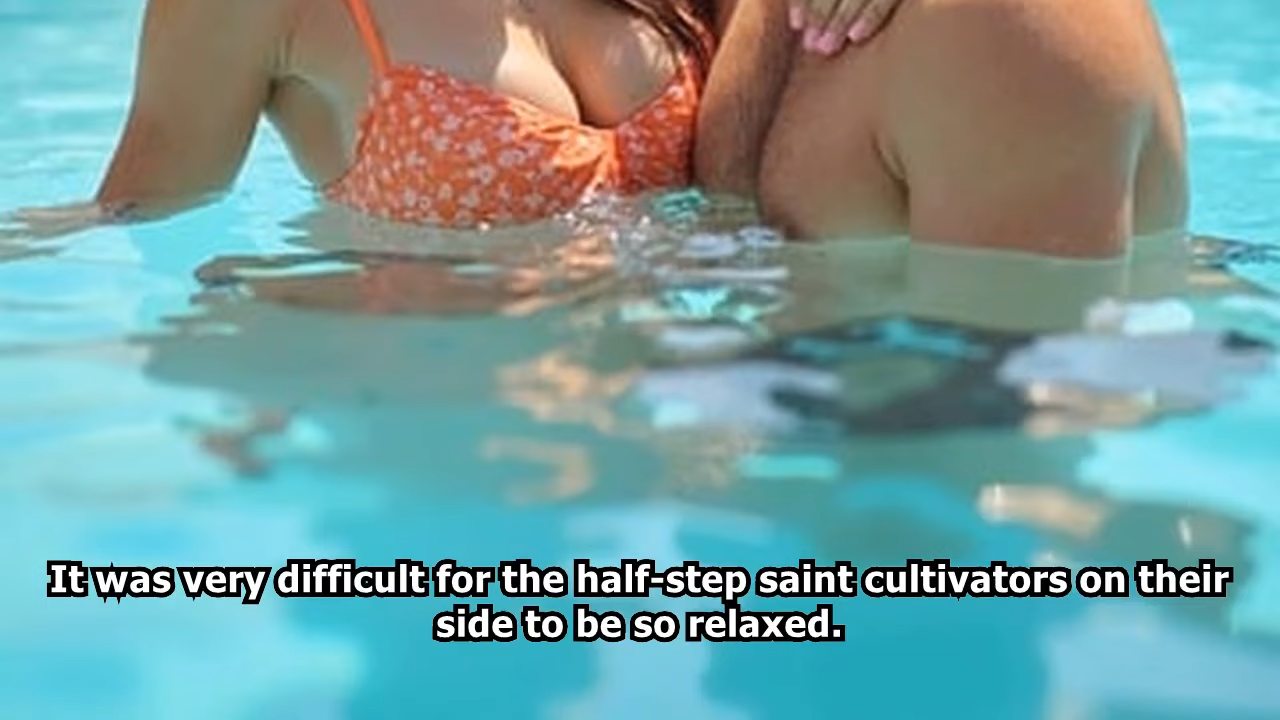 It was very difficult for the half-step saint cultivators on their
side to be so relaxed.